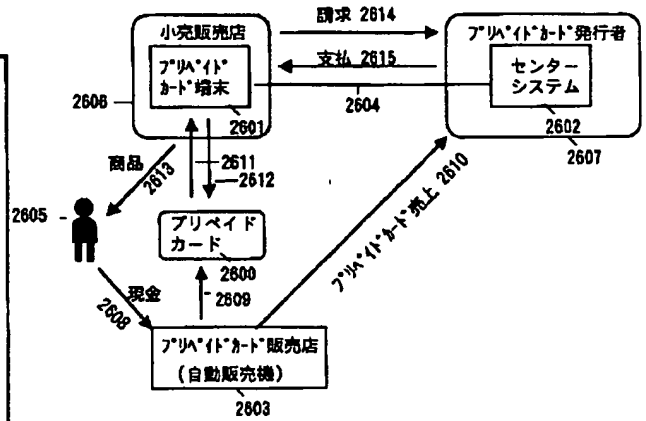 小売販売店
請求 2614
プリペイドカード発行者
プリペイド
カード端末
支払 2615
センター
システム
2606
2601
2604
2602
2607
商品
2613
2611
2612
2605
プリペイド
カード
2600
プリペイドカード売上 2610
現金
2608
2609
プリペイドカード販売店
(自動販売機)
2603